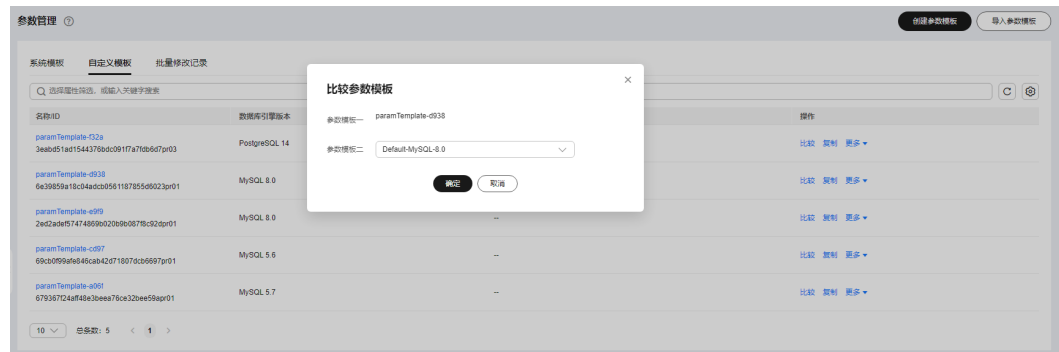 参数管理
创建参数模板 导入参数模板
系统模板 自定义模板 批量修改记录
选择属性筛选，或输入关键字搜索
名称/ID 数据库引擎版本 操作
paramTemplate-f32a
3eabd51ad1544376bdc091f7a7fdb6d7pr03
PostgreSQL 14
比较 复制 更多
paramTemplate-d938
6e39859a18c04adcb0561187855d6023pr01
MySQL 8.0
比较 复制 更多
paramTemplate-e9f9
2ed2adef57474869b020b9b087f8c92dpr01
MySQL 8.0 --
比较 复制 更多
paramTemplate-cd97
69cb0f99afe846cab42d71807dcb6697pr01
MySQL 5.6 --
比较 复制 更多
paramTemplate-a06f
679367f24aff48e3beea76ce32bee59apr01
MySQL 5.7 --
比较 复制 更多
10 总条数：5 < 1 >
比较参数模板
参数模板一 paramTemplate-d938
参数模板二 Default-MySQL-8.0
确定 取消